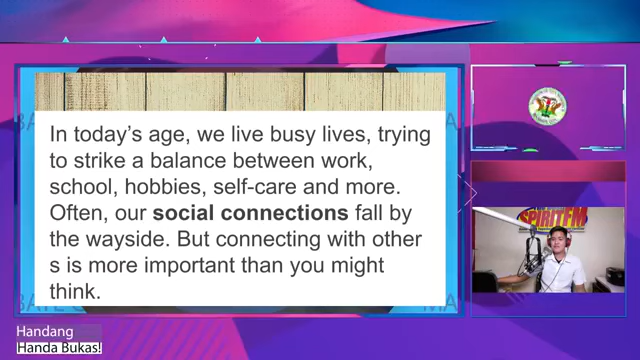 In today's age, we live busy lives, trying
to strike a balance between work,
school, hobbies, self-care and more.
Often, our social connections fall by
the wayside. But connecting with other
s is more important than you might
think.
SPIRITFM
Handang
Handa Bukas!